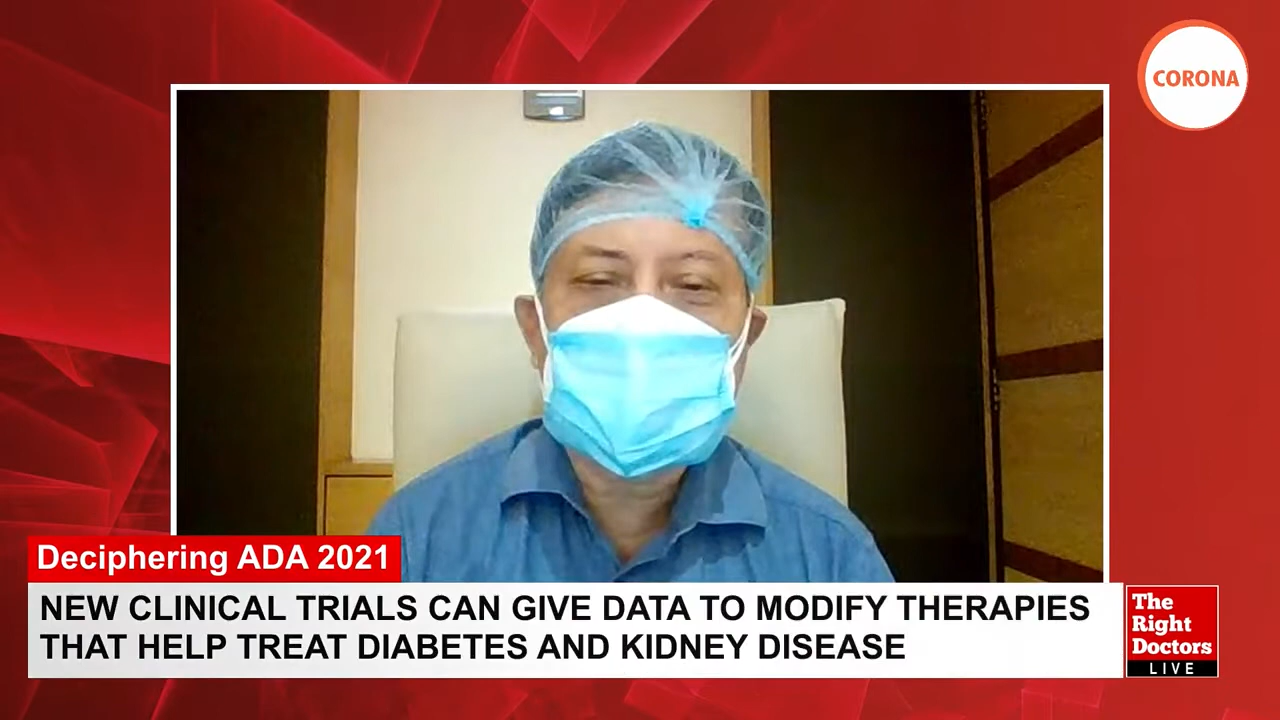 CORONA
Deciphering ADA 2021
NEW CLINICAL TRIALS CAN GIVE DATA TO MODIFY THERAPIES
THAT HELP TREAT DIABETES AND KIDNEY DISEASE
The
Right
Doctors
LIVE